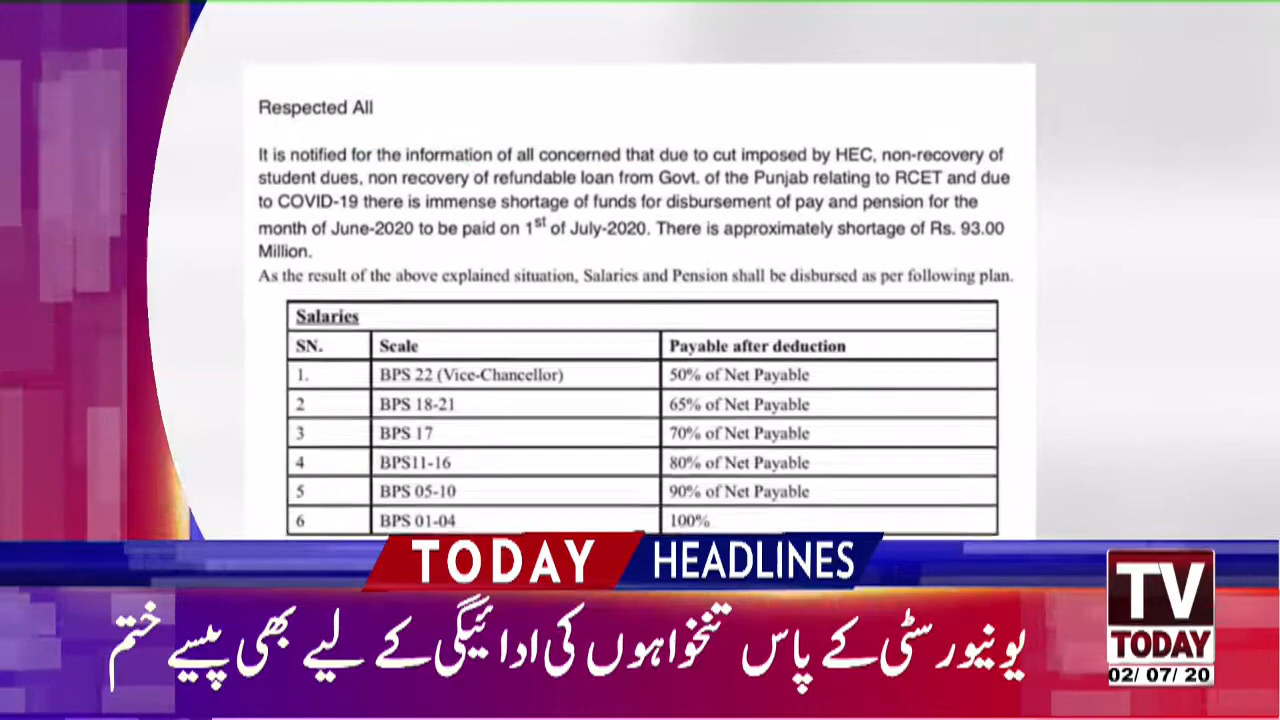 Respected All
It is notified for the information of all concerned that due to cut imposed by HEC, non-recovery of
student dues, non recovery of refundable loan from Govt. of the Punjab relating to RCET and due
to COVID-19 there is immense shortage of funds for disbursement of pay and pension for the
month of June-2020 to be paid on 1st of July-2020. There is approximately shortage of Rs. 93.00
Million.
As the result of the above explained situation, Salaries and Pension shall be disbursed as per following plan.
Salaries
SN. Scale Payable after deduction
1. BPS 22 (Vice-Chancellor) 50% of Net Payable
2 BPS 18-21 65% of Net Payable
3 BPS 17 70% of Net Payable
4 BPS11-16 80% of Net Payable
5 BPS 05-10 90% of Net Payable
6 BPS 01-04 100%
TODAY HEADLINES
یونیورسٹی کے پاس تنخواہوں کی ادائیگی کے لیے بھی پیسے ختم
TV
TODAY
02/ 07/ 20